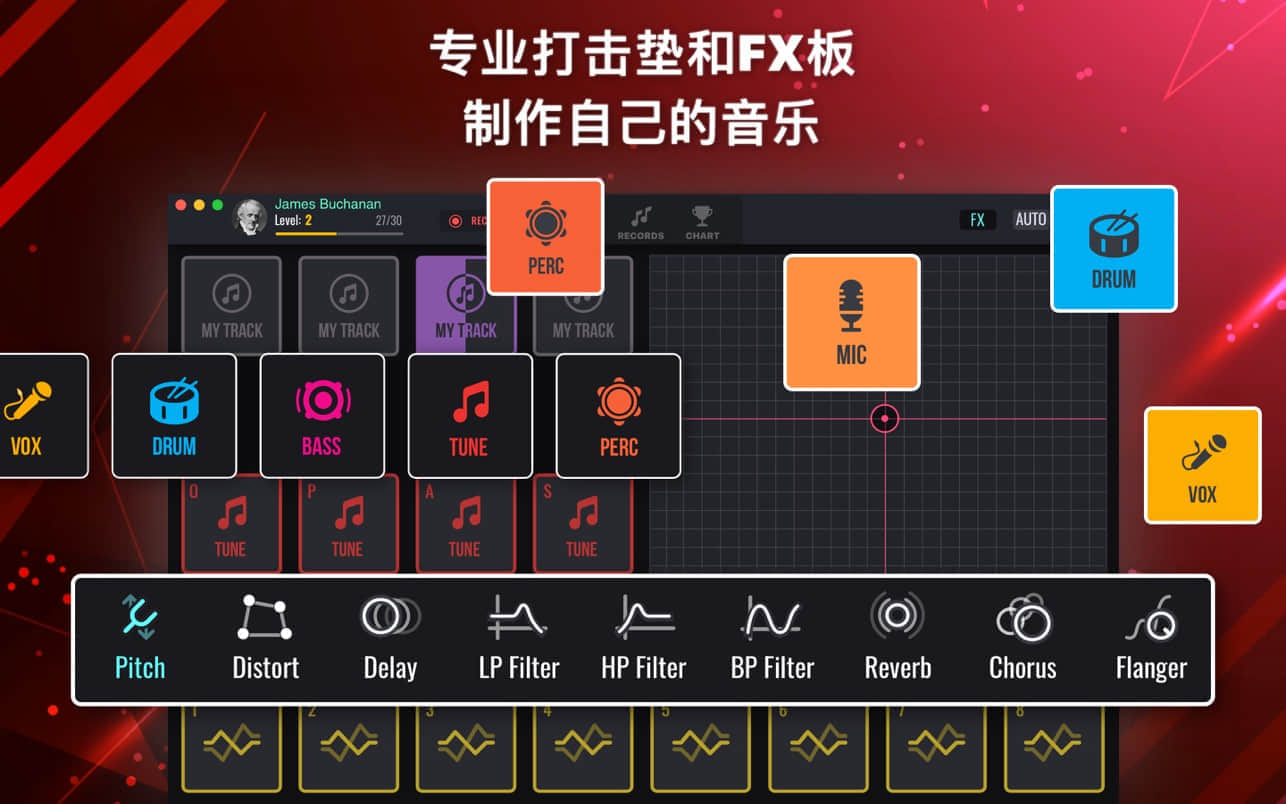 专业打击垫和FX板
制作自己的音乐
James Buchanan
Level: 2 27/30
REC
RECORDS
CHART
FX
AUTO
PERC
DRUM
MIC
MY TRACK
MY TRACK
MY TRACK
MY TRACK
VOX
DRUM
BASS
TUNE
PERC
VOX
O
P
A
S
TUNE
TUNE
TUNE
TUNE
Pitch
Distort
Delay
LP Filter
HP Filter
BP Filter
Reverb
Chorus
Flanger
1
2
3
4
5
6
7
8